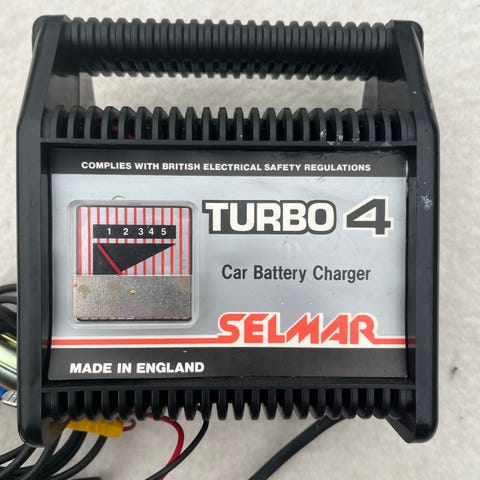 COMPLIES WITH BRITISH ELECTRICAL SAFETY REGULATIONS
TURBO 4
1 2 3 4 5
Car Battery Charger
SELMAR
MADE IN ENGLAND